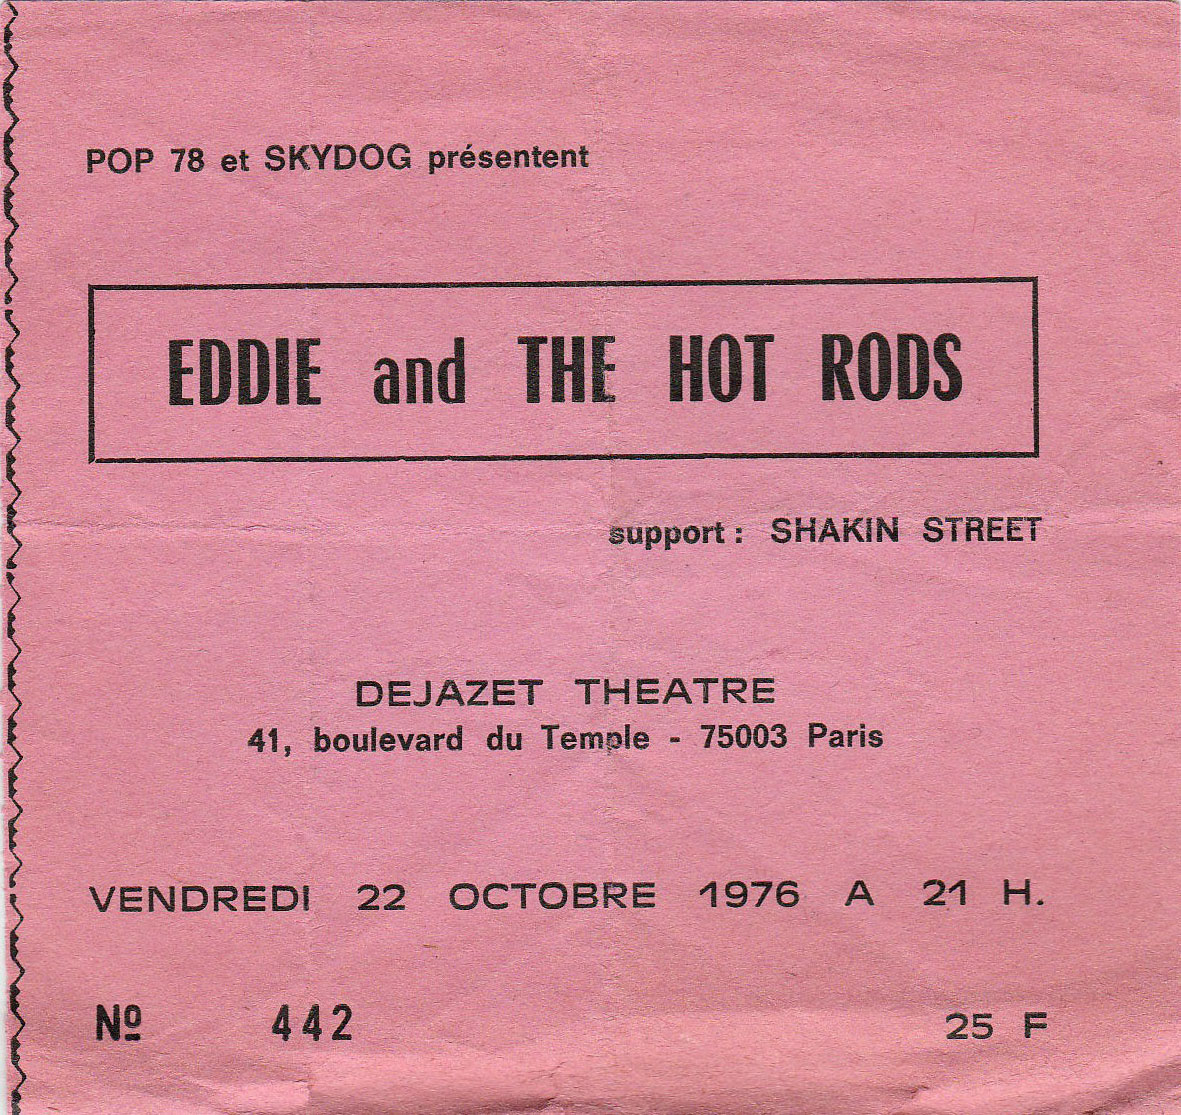 POP 78 et SKYDOG présentent
EDDIE and THE HOT RODS
support : SHAKIN STREET
DEJAZET THEATRE
41, boulevard du Temple - 75003 Paris
VENDREDI 22 OCTOBRE 1976 A 21 H.
Nº 442 25 F